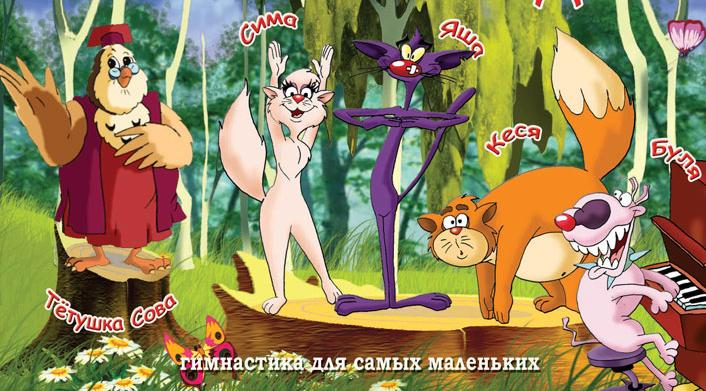 Сима
Яша
Кеся
Буля
Тётушка Сова
гимнастика для самых маленьких